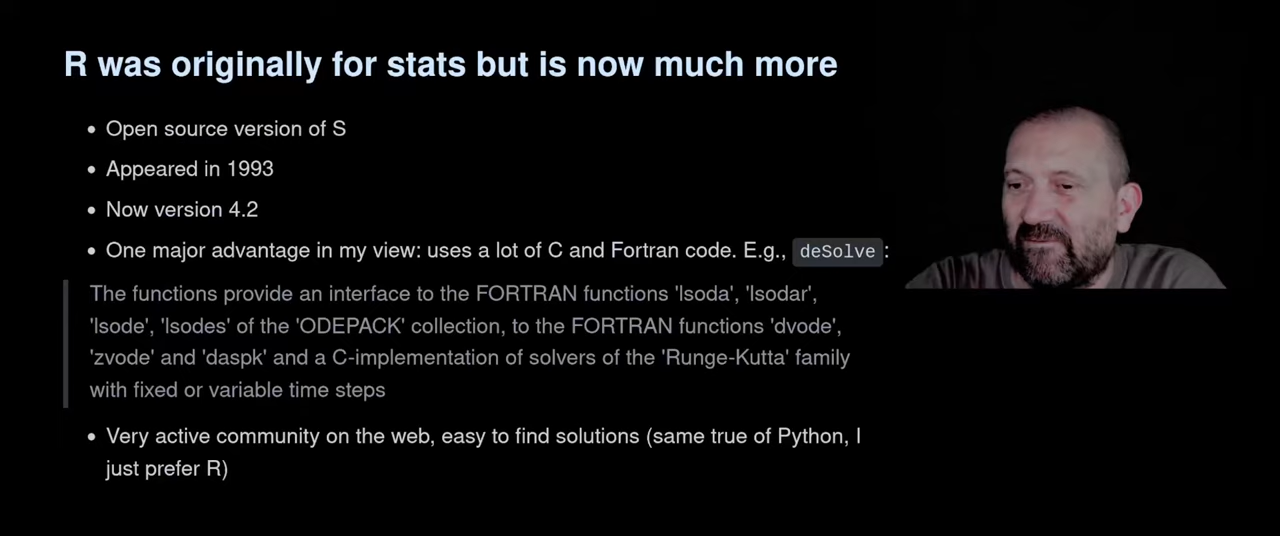 R was originally for stats but is now much more
• Open source version of S
• Appeared in 1993
• Now version 4.2
• One major advantage in my view: uses a lot of C and Fortran code. E.g., deSolve:
The functions provide an interface to the FORTRAN functions 'lsoda', 'lsodar',
'lsode', 'lsodes' of the 'ODEPACK' collection, to the FORTRAN functions 'dvode',
'zvode' and 'daspk' and a C-implementation of solvers of the 'Runge-Kutta' family
with fixed or variable time steps
• Very active community on the web, easy to find solutions (same true of Python, I
just prefer R)